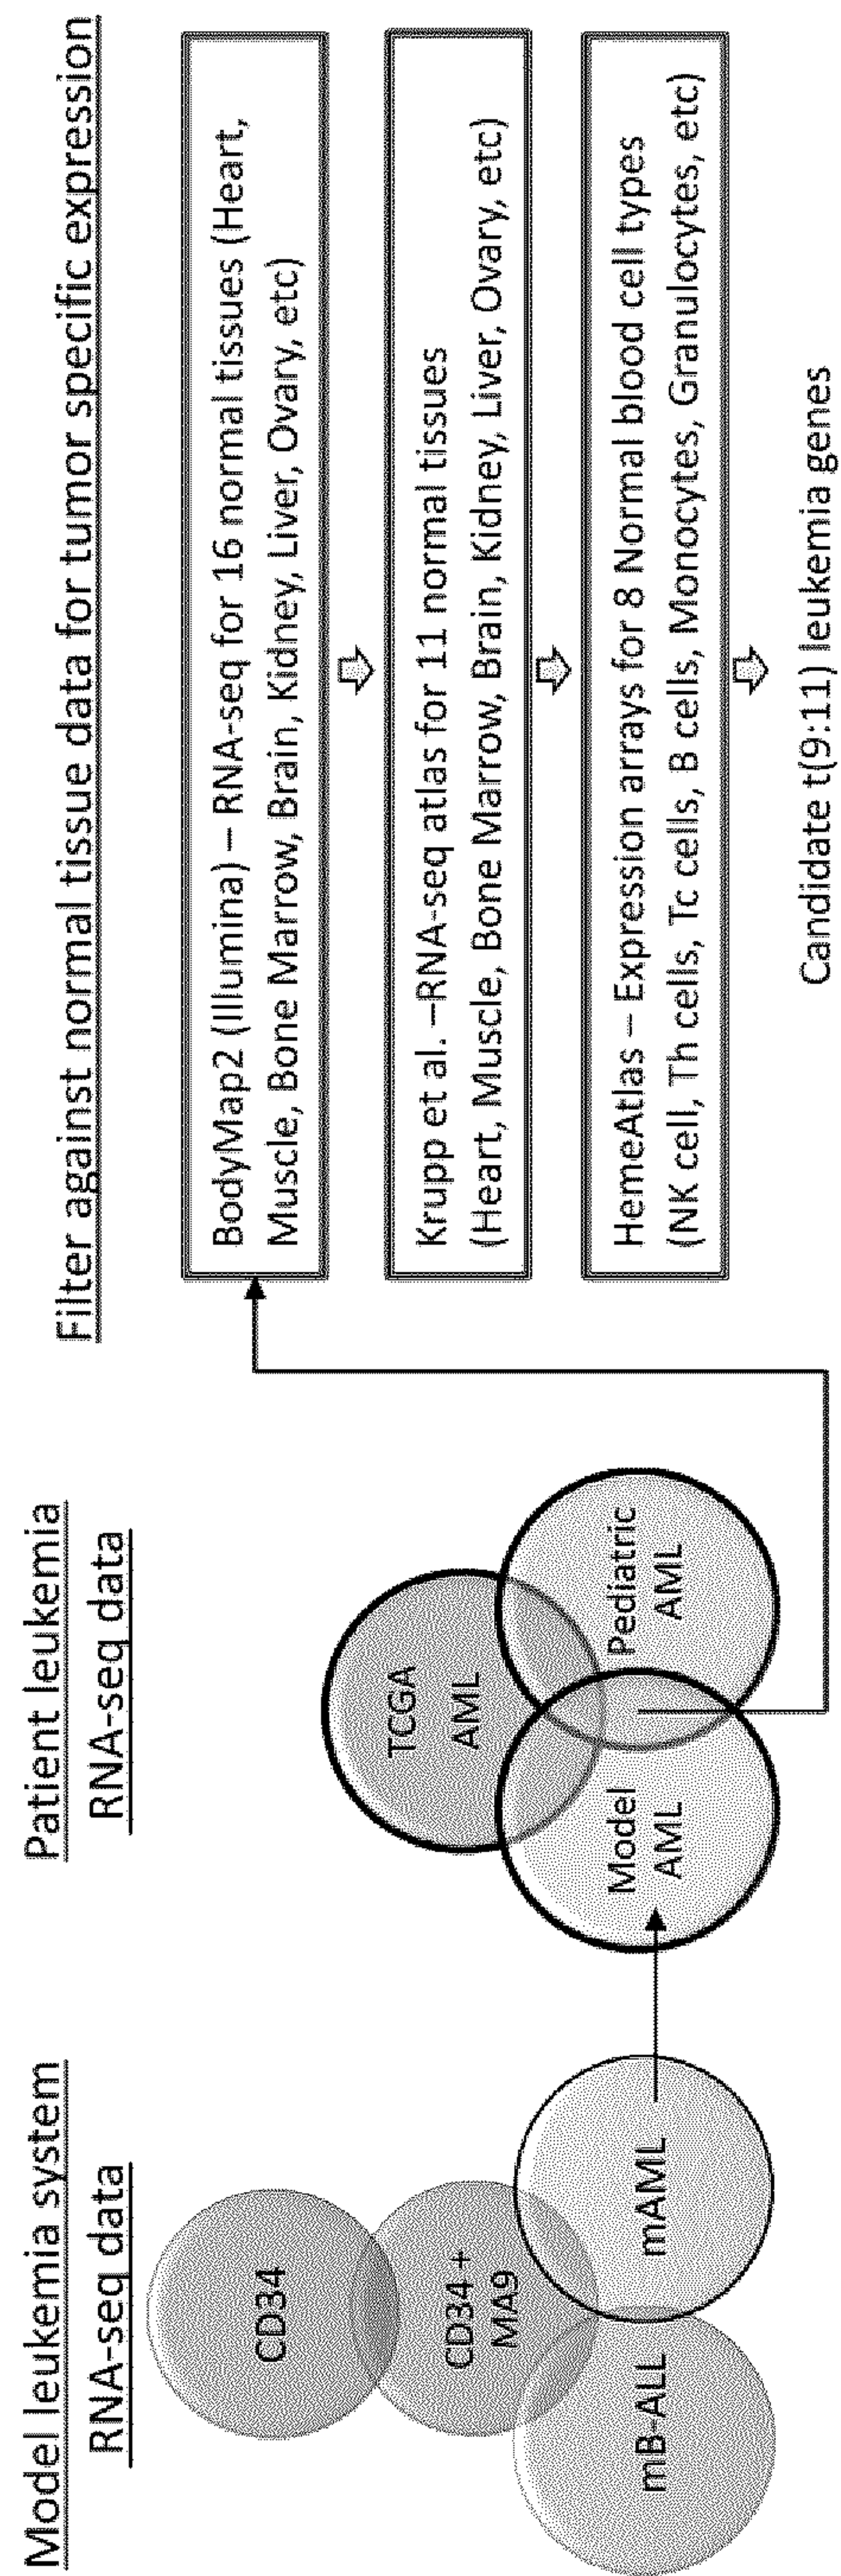 Model leukemia system
RNA-seq data
CD34
CD34 +
MA9
mB-ALL
mAML
Patient leukemia
RNA-seq data
TCGA
AML
Model
AML
Pediatric
AML
Filter against normal tissue data for tumor specific expression
BodyMap2 (Illumina) – RNA-seq for 16 normal tissues (Heart,
Muscle, Bone Marrow, Brain, Kidney, Liver, Ovary, etc)
Krupp et al. –RNA-seq atlas for 11 normal tissues
(Heart, Muscle, Bone Marrow, Brain, Kidney, Liver, Ovary, etc)
HemeAtlas – Expression arrays for 8 Normal blood cell types
(NK cell, Th cells, Tc cells, B cells, Monocytes, Granulocytes, etc)
Candidate t(9:11) leukemia genes